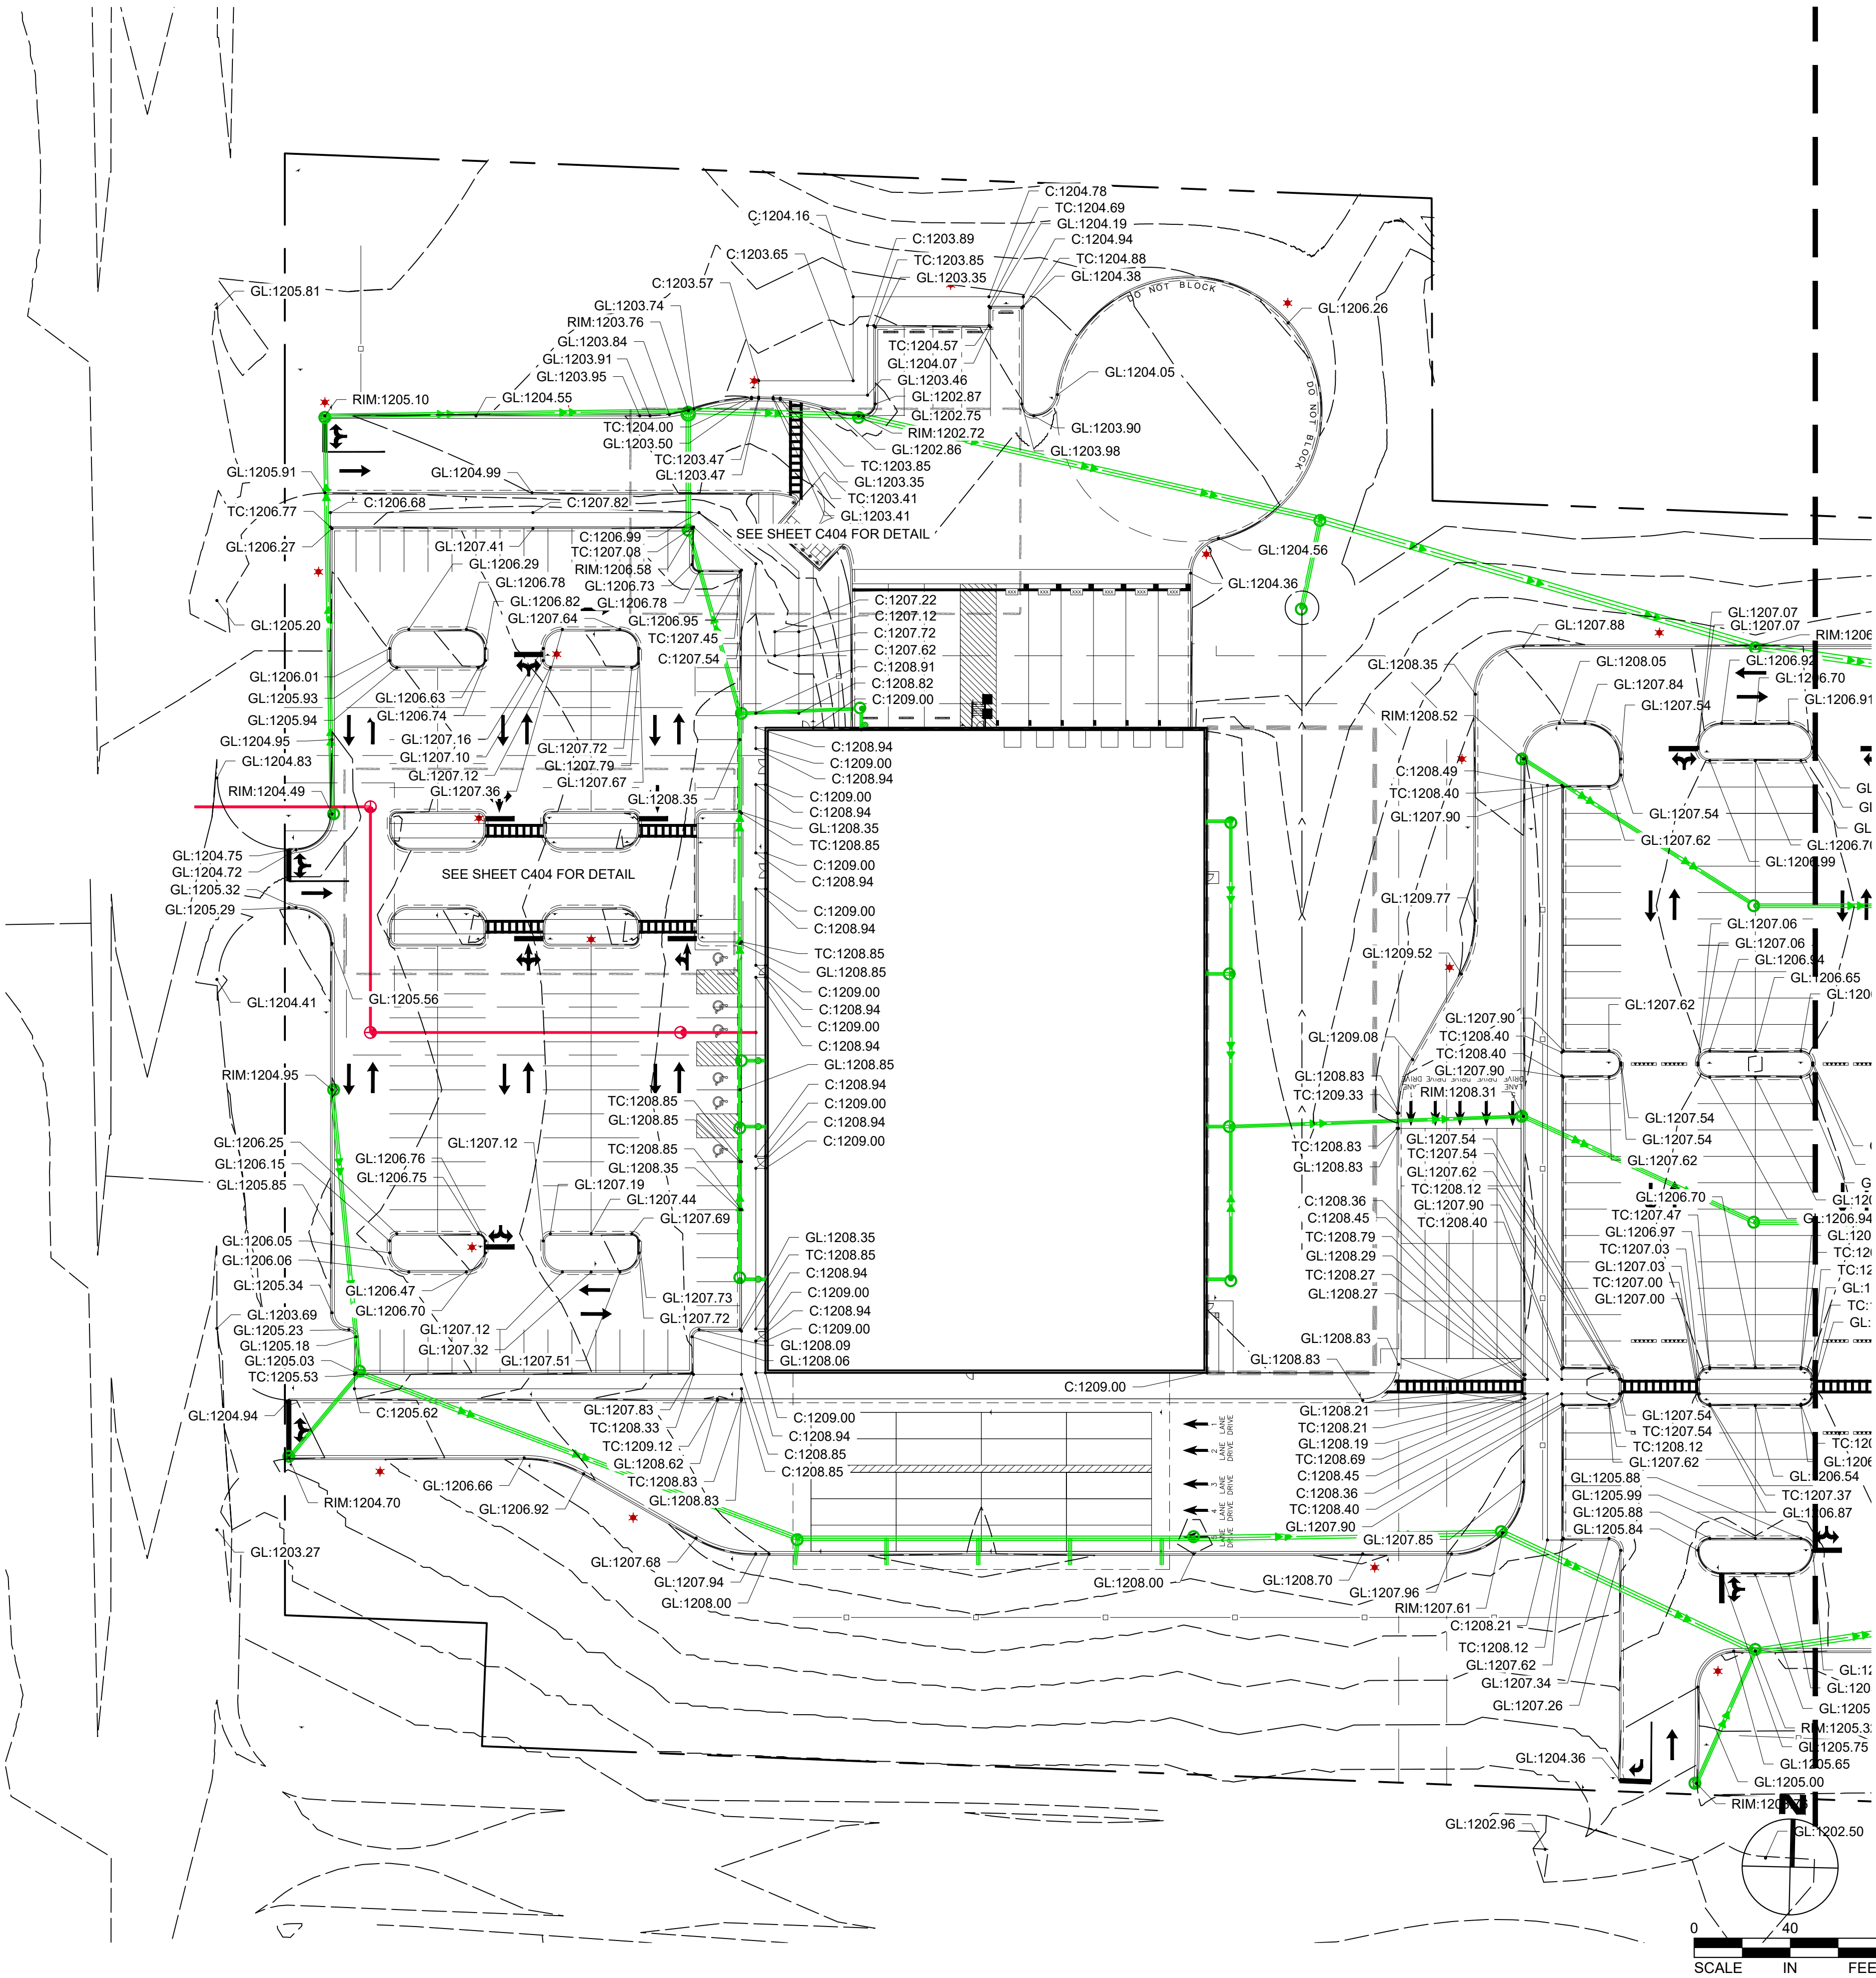 C:1204.78
TC:1204.69
GL:1204.19
C:1204.16
C:1203.89
C:1204.94
TC:1203.85
TC:1204.88
C:1203.65
GL:1203.35
GL:1204.38
C:1203.57
DO NOT BLOCK
GL:1205.81
GL:1203.74
GL:1206.26
RIM:1203.76
GL:1203.84
TC:1204.57
GL:1203.91
GL:1204.07
GL:1203.95
GL:1203.46
GL:1204.05
DO NOT BLOCK
RIM:1205.10
GL:1204.55
GL:1202.87
GL:1202.75
TC:1204.00
RIM:1202.72
GL:1203.90
GL:1203.50
GL:1202.86
GL:1203.98
TC:1203.47
TC:1203.85
GL:1205.91
GL:1204.99
GL:1203.47
GL:1203.35
C:1206.68
C:1207.82
TC:1203.41
TC:1206.77
GL:1203.41
SEE SHEET C404 FOR DETAIL
C:1206.99
GL:1206.27
GL:1207.41
TC:1207.08
GL:1204.56
GL:1206.29
RIM:1206.58
GL:1206.78
GL:1206.73
GL:1204.36
GL:1206.82
GL:1206.78
XXX XXX XXX XXX XXX XXX
C:1207.22
GL:1205.20
GL:1207.64
GL:1206.95
C:1207.12
GL:1207.07
TC:1207.45
C:1207.72
GL:1207.88
GL:1207.07
C:1207.54
C:1207.62
RIM:1206
C:1208.91
GL:1208.35
GL:1208.05
GL:1206.92
GL:1206.01
C:1208.82
GL:1207.84
GL:1206.70
GL:1205.93
GL:1206.63
C:1209.00
GL:1207.54
GL:1206.91
GL:1205.94
GL:1206.74
RIM:1208.52
GL:1204.95
GL:1207.16
GL:1207.72
C:1208.94
GL:1204.83
GL:1207.10
GL:1207.79
C:1209.00
GL:1207.12
GL:1207.67
C:1208.94
C:1208.49
RIM:1204.49
GL:1207.36
GL:1208.35
C:1209.00
TC:1208.40
C:1208.94
GL:1207.90
GL:1207.54
GL:1208.35
TC:1208.85
GL:1207.62
GL:1206.70
GL:1204.75
C:1209.00
GL:1206.99
GL:1204.72
SEE SHEET C404 FOR DETAIL
C:1208.94
GL:1205.32
GL:1209.77
GL:1205.29
C:1209.00
GL:1207.06
C:1208.94
GL:1207.06
TC:1208.85
GL:1209.52
GL:1206.94
GL:1208.85
GL:1206.65
GL:1204.41
GL:1205.56
C:1209.00
GL:1207.62
C:1208.94
GL:1207.90
C:1209.00
GL:1209.08
TC:1208.40
C:1208.94
TC:1208.40
GL:1208.85
GL:1207.90
RIM:1204.95
GL:1208.83
C:1208.94
TC:1209.33
RIM:1208.31
TC:1208.85
C:1209.00
GL:1207.54
GL:1208.85
C:1208.94
GL:1207.54
GL:1206.25
GL:1207.12
C:1209.00
TC:1208.83
GL:1207.54
TC:1208.85
TC:1207.54
GL:1206.15
GL:1206.76
GL:1208.35
GL:1208.83
GL:1207.62
GL:1207.62
GL:1205.85
GL:1206.75
GL:1207.19
TC:1208.12
GL:1207.44
C:1208.36
GL:1207.90
GL:1206.70
GL:1207.69
C:1208.45
TC:1208.40
TC:1207.47
GL:1206.94
GL:1206.05
GL:1208.35
TC:1208.79
GL:1206.97
GL:1206.06
TC:1208.85
GL:1208.29
TC:1207.03
GL:1205.34
GL:1206.47
C:1208.94
TC:1208.27
GL:1207.03
GL:1206.70
GL:1207.73
C:1209.00
GL:1208.27
TC:1207.00
GL:1203.69
GL:1207.72
C:1208.94
GL:1207.00
GL:1205.23
GL:1207.12
C:1209.00
GL:1208.83
GL:1205.18
GL:1207.32
GL:1208.09
GL:1205.03
GL:1207.51
GL:1208.06
GL:1208.83
TC:1205.53
C:1209.00
GL:1204.94
C:1205.62
GL:1207.83
C:1209.00
GL:1208.21
GL:1207.54
TC:1208.33
C:1208.94
TC:1208.21
TC:1207.54
TC:1209.12
C:1208.85
GL:1208.19
TC:1208.12
GL:1208.62
C:1208.85
TC:1208.69
GL:1207.62
TC:1208.83
C:1208.45
GL:1205.88
GL:1206.54
GL:1206.66
GL:1208.83
C:1208.36
GL:1205.99
TC:1207.37
RIM:1204.70
GL:1206.92
TC:1208.40
GL:1205.88
GL:1206.87
GL:1207.90
GL:1205.84
GL:1203.27
GL:1207.85
GL:1207.68
GL:1207.94
GL:1208.00
GL:1208.70
GL:1208.00
GL:1207.96
RIM:1207.61
C:1208.21
TC:1208.12
GL:1207.62
GL:1207.34
GL:1207.26
GL:1205
GL:1205.75
GL:1204.36
GL:1205.65
GL:1205.00
N
GL:1202.96
GL:1202.50
0 40
SCALE IN FEE